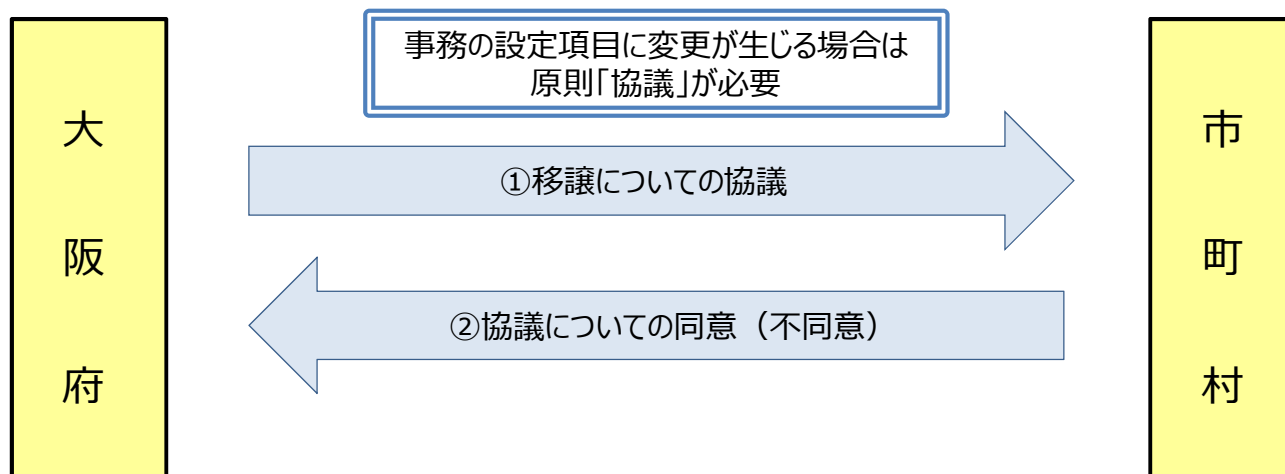 事務の設定項目に変更が生じる場合は
原則「協議」が必要
大阪府
①移譲についての協議
②協議についての同意（不同意）
市町村